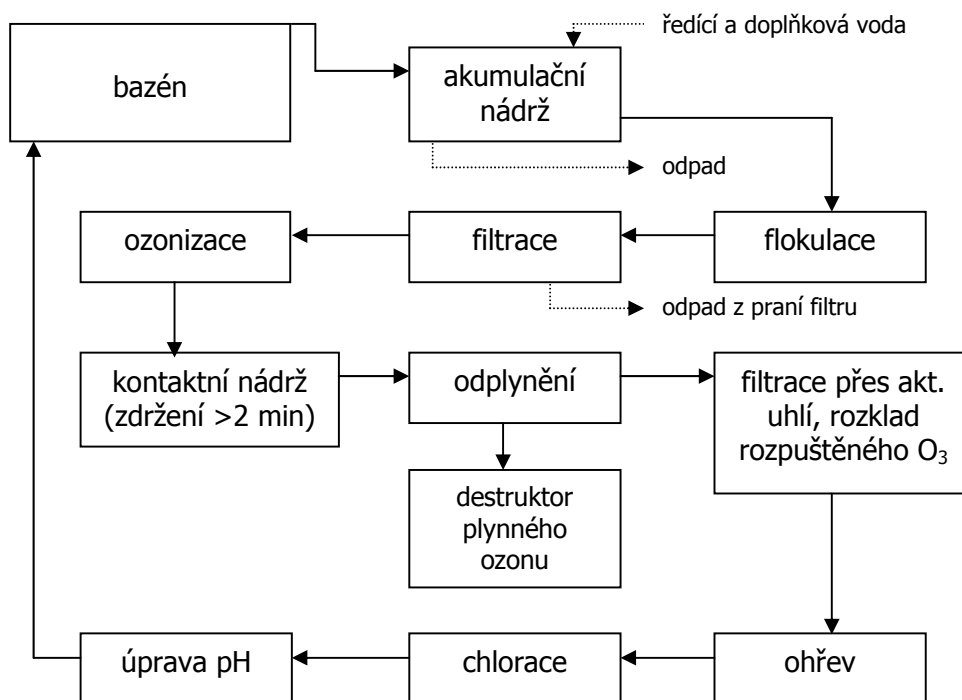 ředící a doplňková voda
bazén
akumulační
nádrž
odpad
ozonizace
filtrace
flokulace
odpad z praní filtru
kontaktní nádrž
(zdržení >2 min)
odplynění
filtrace přes akt.
uhlí, rozklad
rozpuštěného O₃
destruktor
plynného
ozonu
úprava pH
chlorace
ohřev